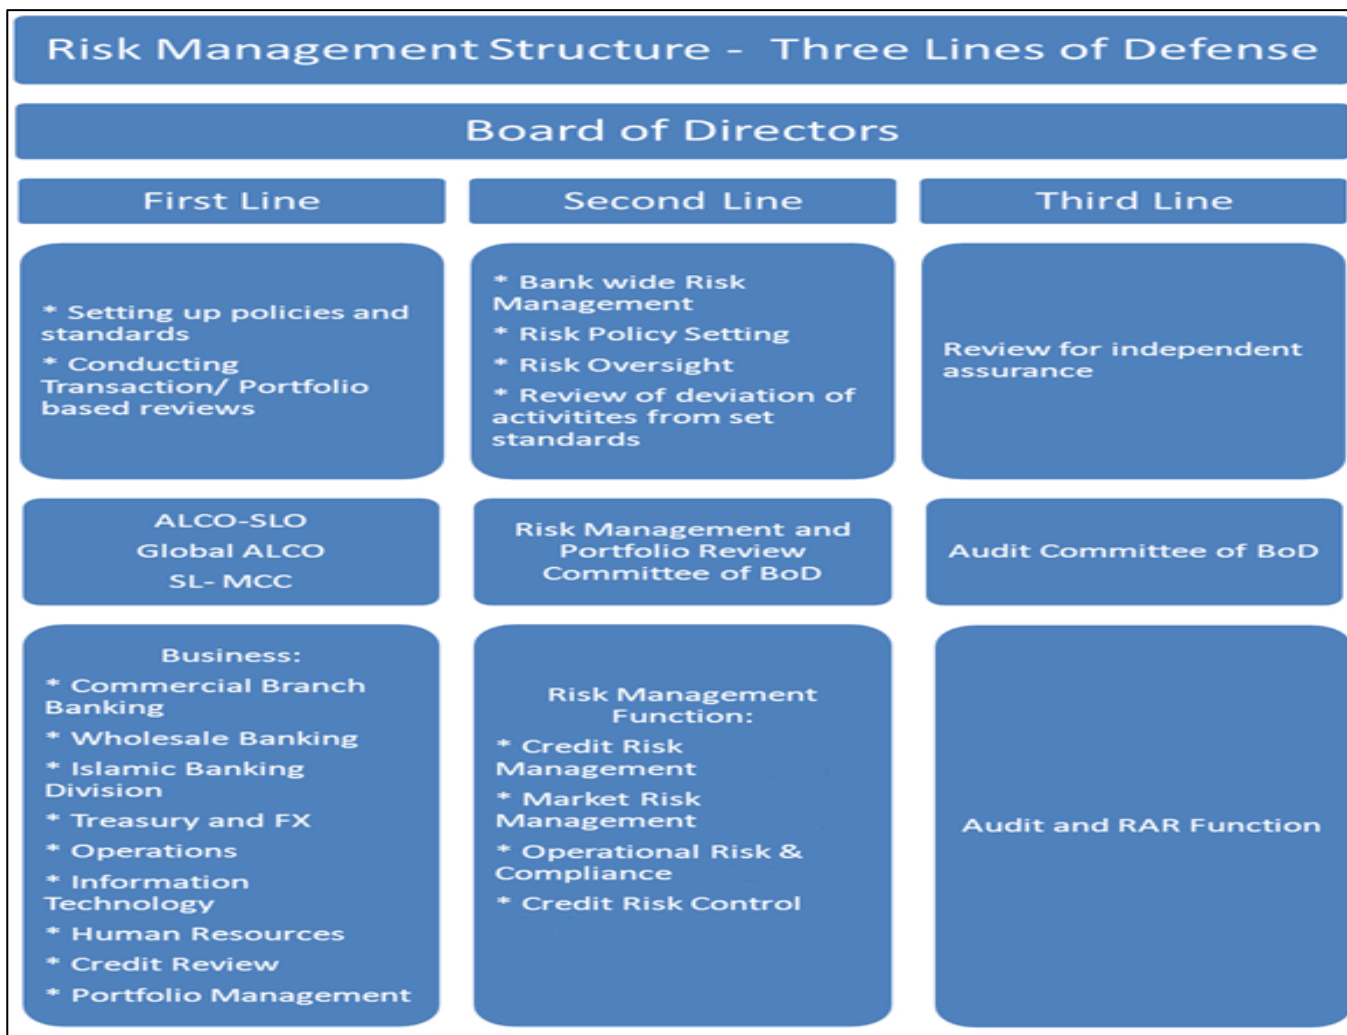 Risk Management Structure - Three Lines of Defense
Board of Directors
First Line
Second Line
Third Line
* Setting up policies and
standards
* Conducting
Transaction/ Portfolio
based reviews
* Bank wide Risk
Management
* Risk Policy Setting
* Risk Oversight
* Review of deviation of
activitites from set
standards
Review for independent
assurance
ALCO-SLO
Global ALCO
SL- MCC
Risk Management and
Portfolio Review
Committee of BoD
Audit Committee of BoD
Business:
* Commercial Branch
Banking
* Wholesale Banking
* Islamic Banking
Division
* Treasury and FX
* Operations
* Information
Technology
* Human Resources
* Credit Review
* Portfolio Management
Risk Management
Function:
* Credit Risk
Management
* Market Risk
Management
* Operational Risk &
Compliance
* Credit Risk Control
Audit and RAR Function